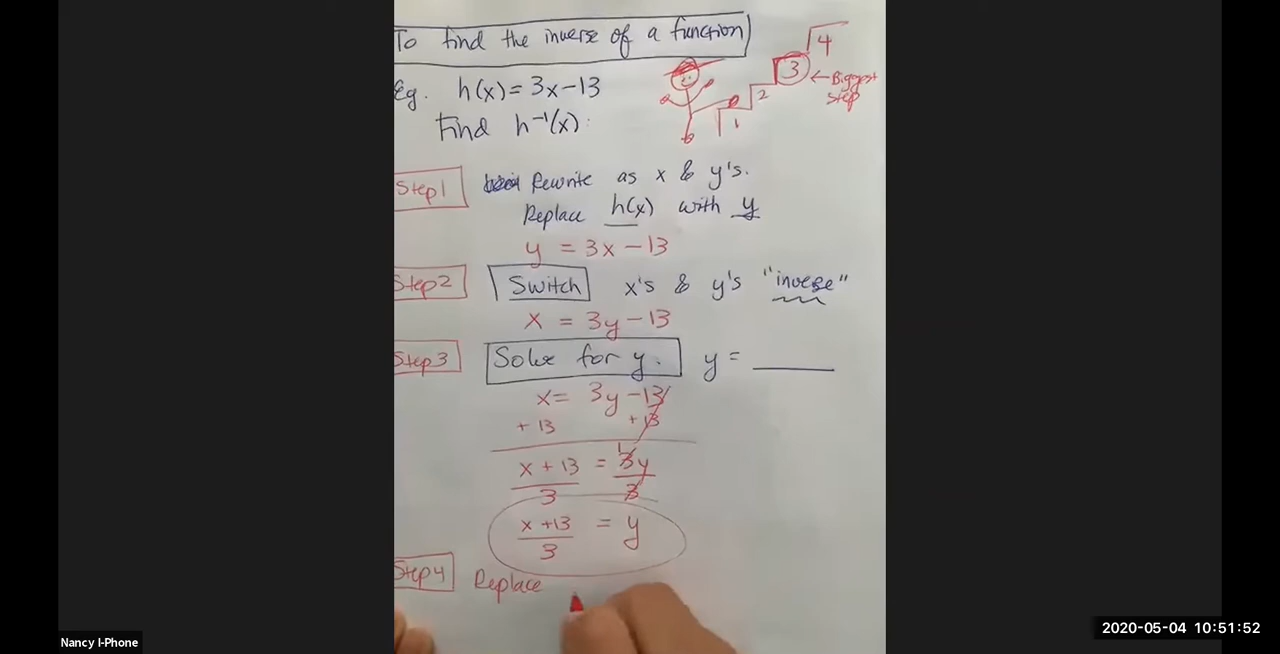 To find the inverse of a function
Eg. h(x) = 3x - 13
Find h⁻¹(x):
4
3
2
1
← Biggest
step
Step 1 Rewrite as x & y's.
Replace h(x) with y
y = 3x - 13
Step 2 Switch x's & y's "inverse"
x = 3y - 13
Step 3 Solve for y. y = ____
x = 3y - 13
+ 13 + 13
x + 13 = 3y
3 3
1
x + 13 = y
3
Step 4 Replace
Nancy I-Phone
2020-05-04 10:51:52